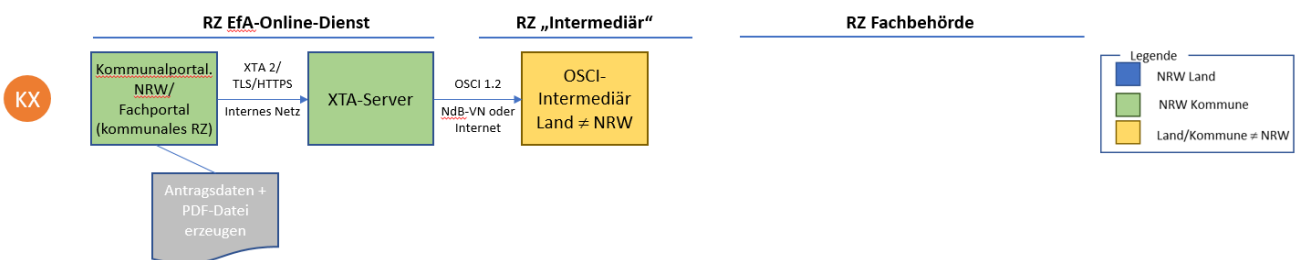 RZ EfA-Online-Dienst
RZ „Intermediär“
RZ Fachbehörde
KX
Kommunalportal.
NRW/
Fachportal
(kommunales RZ)
XTA 2/
TLS/HTTPS
Internes Netz
XTA-Server
OSCI 1.2
NdB-VN oder
Internet
OSCI-
Intermediär
Land ≠ NRW
Legende
NRW Land
NRW Kommune
Land/Kommune ≠ NRW
Antragsdaten +
PDF-Datei
erzeugen